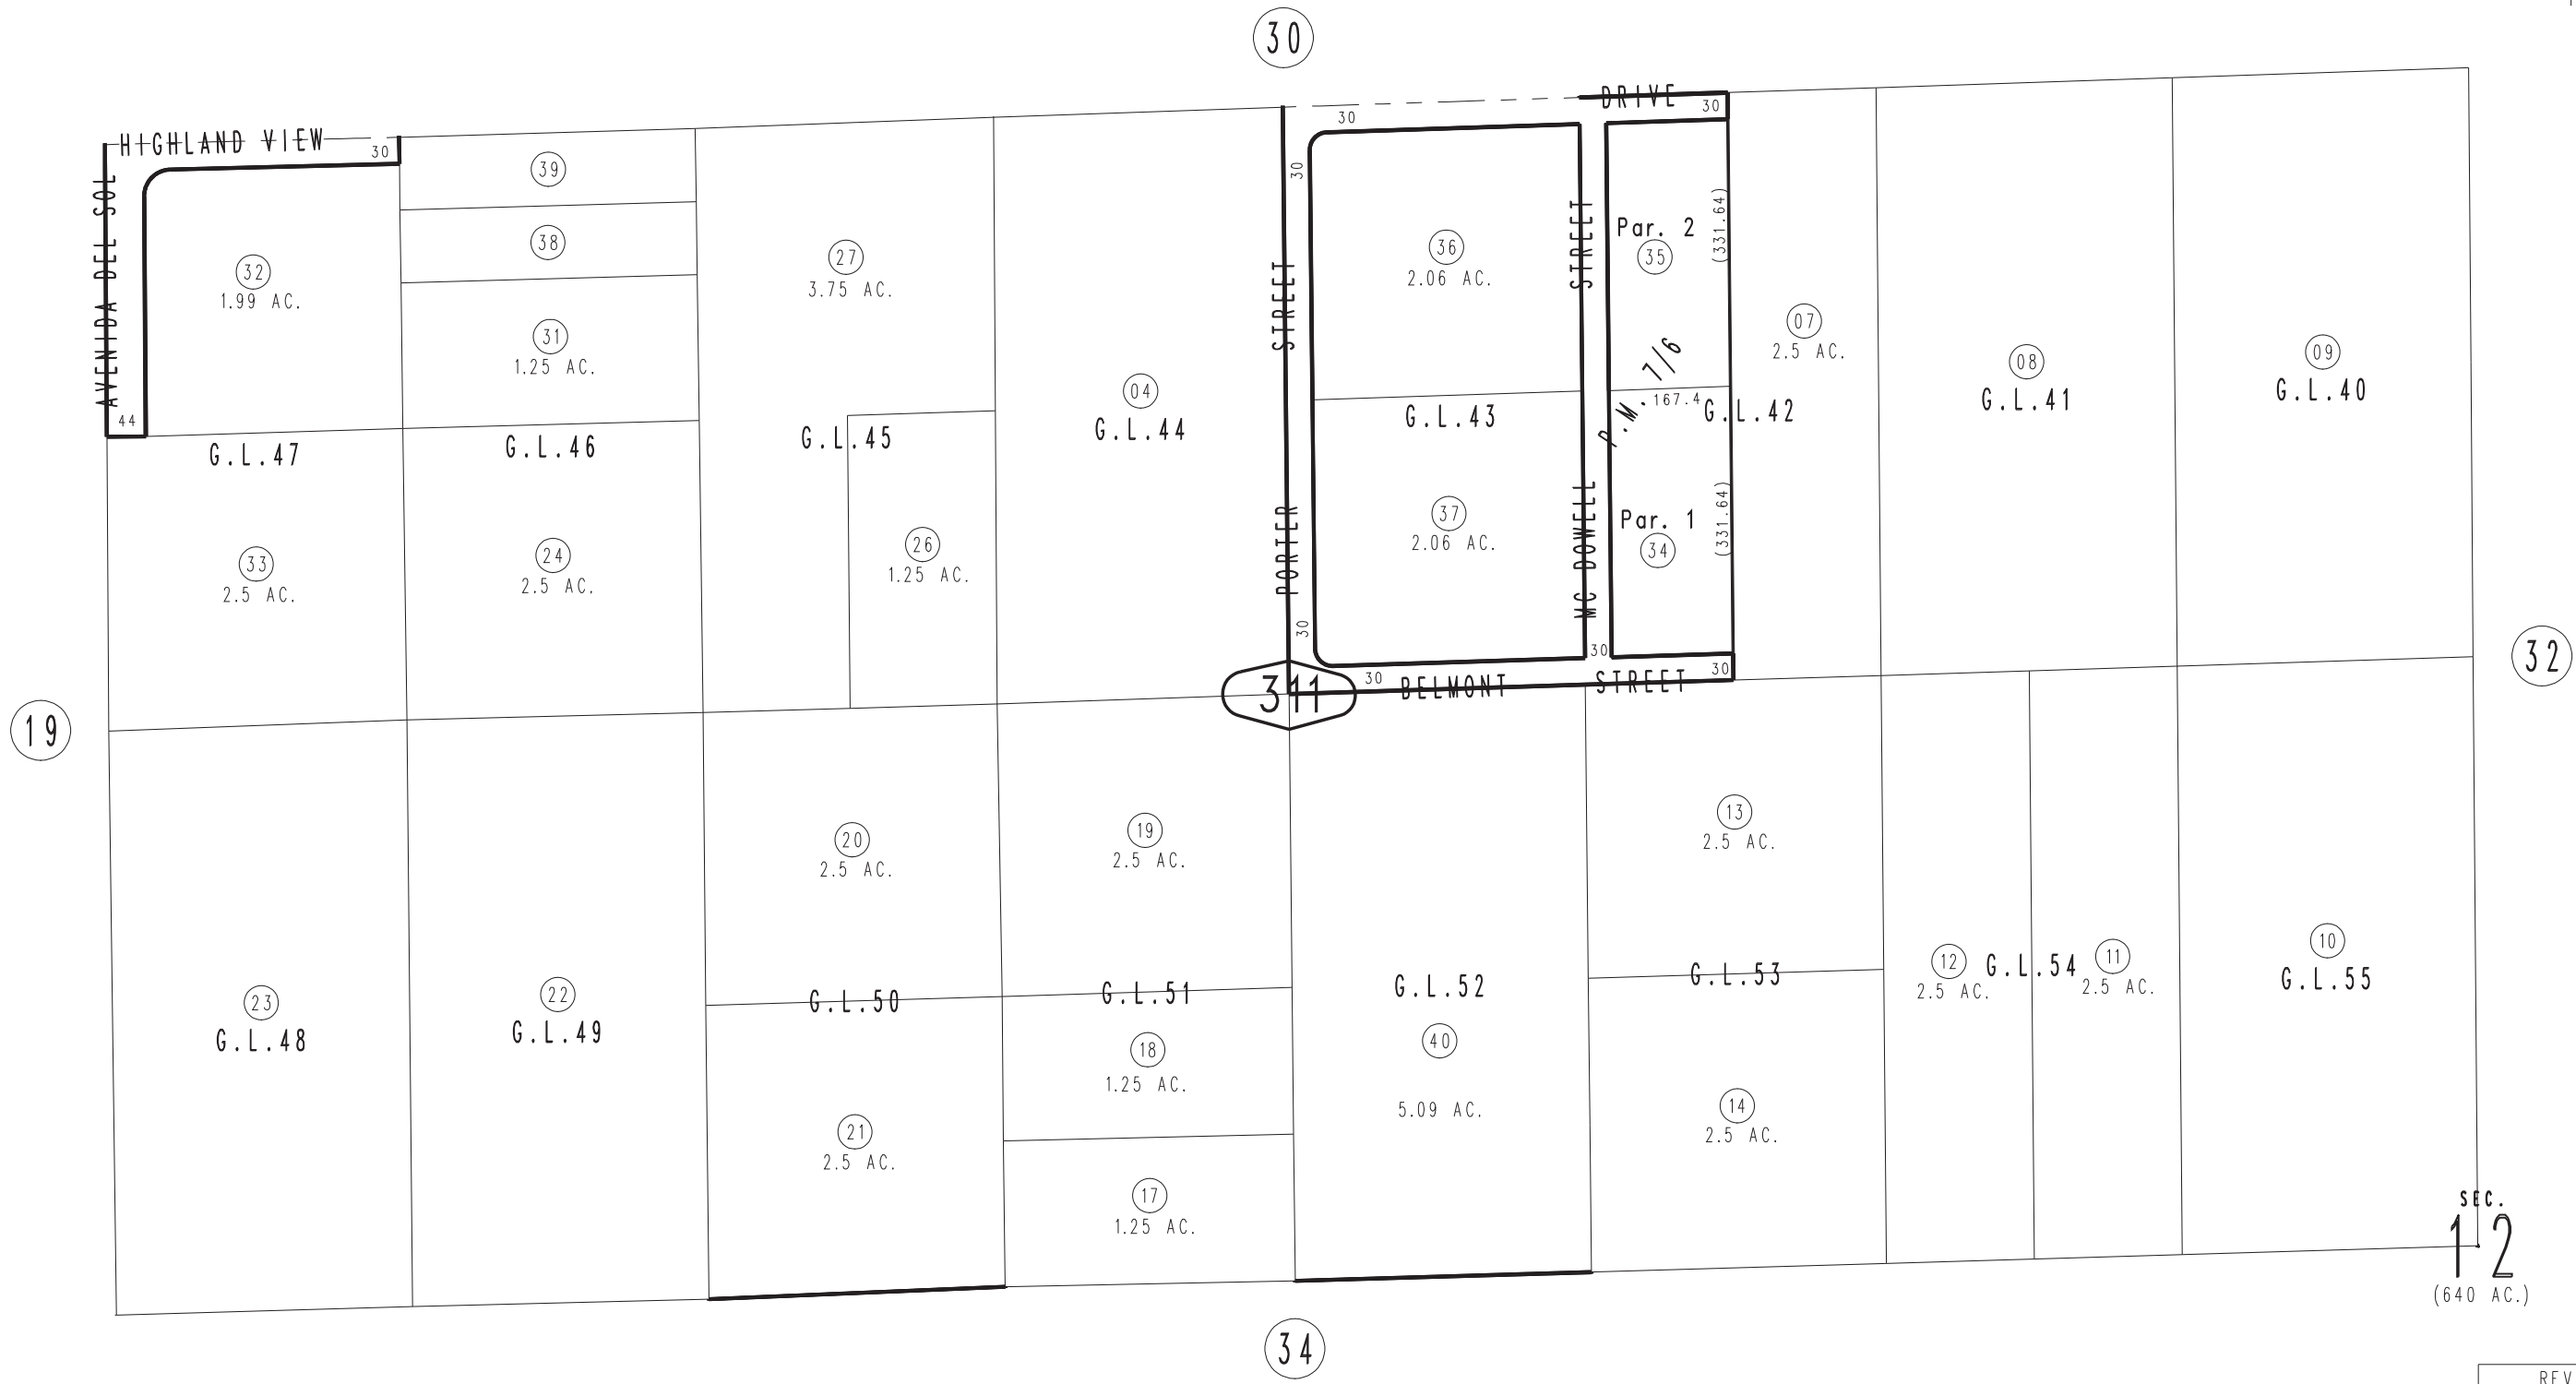 30
HIGHLAND VIEW
DRIVE
30
30
30
30
AVENIDA DEL SOL
44
32
1.99 AC.
39
38
31
1.25 AC.
27
3.75 AC.
04
G.L.44
STREET
PORTER
36
2.06 AC.
STREET
MC DOWELL
Par. 2
35
(331.64)
P.M. 7/6
167.4
07
2.5 AC.
08
G.L.41
09
G.L.40
G.L.47
G.L.46
G.L.45
G.L.43
G.L.42
33
2.5 AC.
24
2.5 AC.
26
1.25 AC.
37
2.06 AC.
Par. 1
34
(331.64)
30
30
30
30
BELMONT STREET
311
19
32
20
2.5 AC.
19
2.5 AC.
13
2.5 AC.
23
G.L.48
22
G.L.49
G.L.50
G.L.51
G.L.52
40
5.09 AC.
G.L.53
12
2.5 AC.
G.L.54
11
2.5 AC.
10
G.L.55
21
2.5 AC.
18
1.25 AC.
17
1.25 AC.
14
2.5 AC.
SEC.
12
(640 AC.)
34
REV